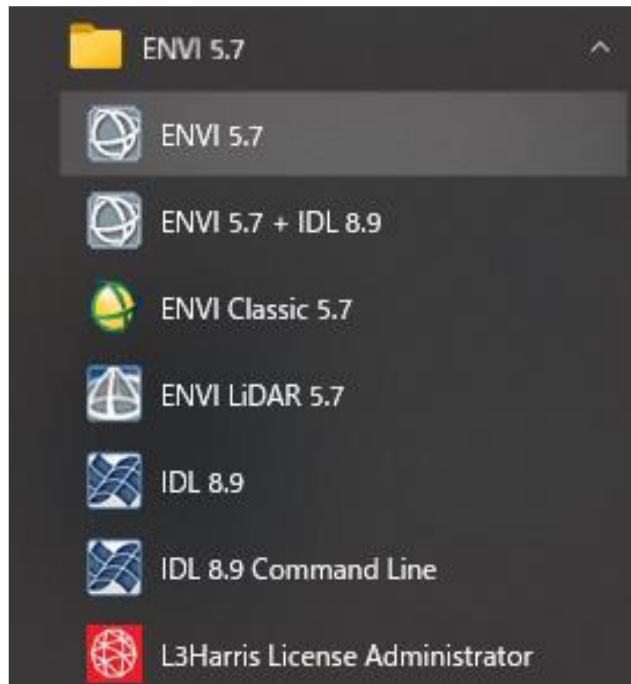 ENVI 5.7
ENVI 5.7
ENVI 5.7 + IDL 8.9
ENVI Classic 5.7
ENVI LiDAR 5.7
IDL 8.9
IDL 8.9 Command Line
L3Harris License Administrator